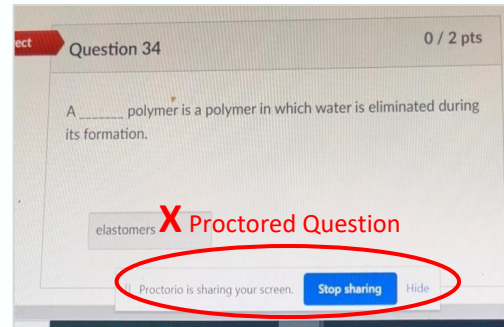 ect
Question 34
0 / 2 pts
A ______ polymer is a polymer in which water is eliminated during
its formation.
elastomers X Proctored Question
|| Proctorio is sharing your screen. Stop sharing Hide